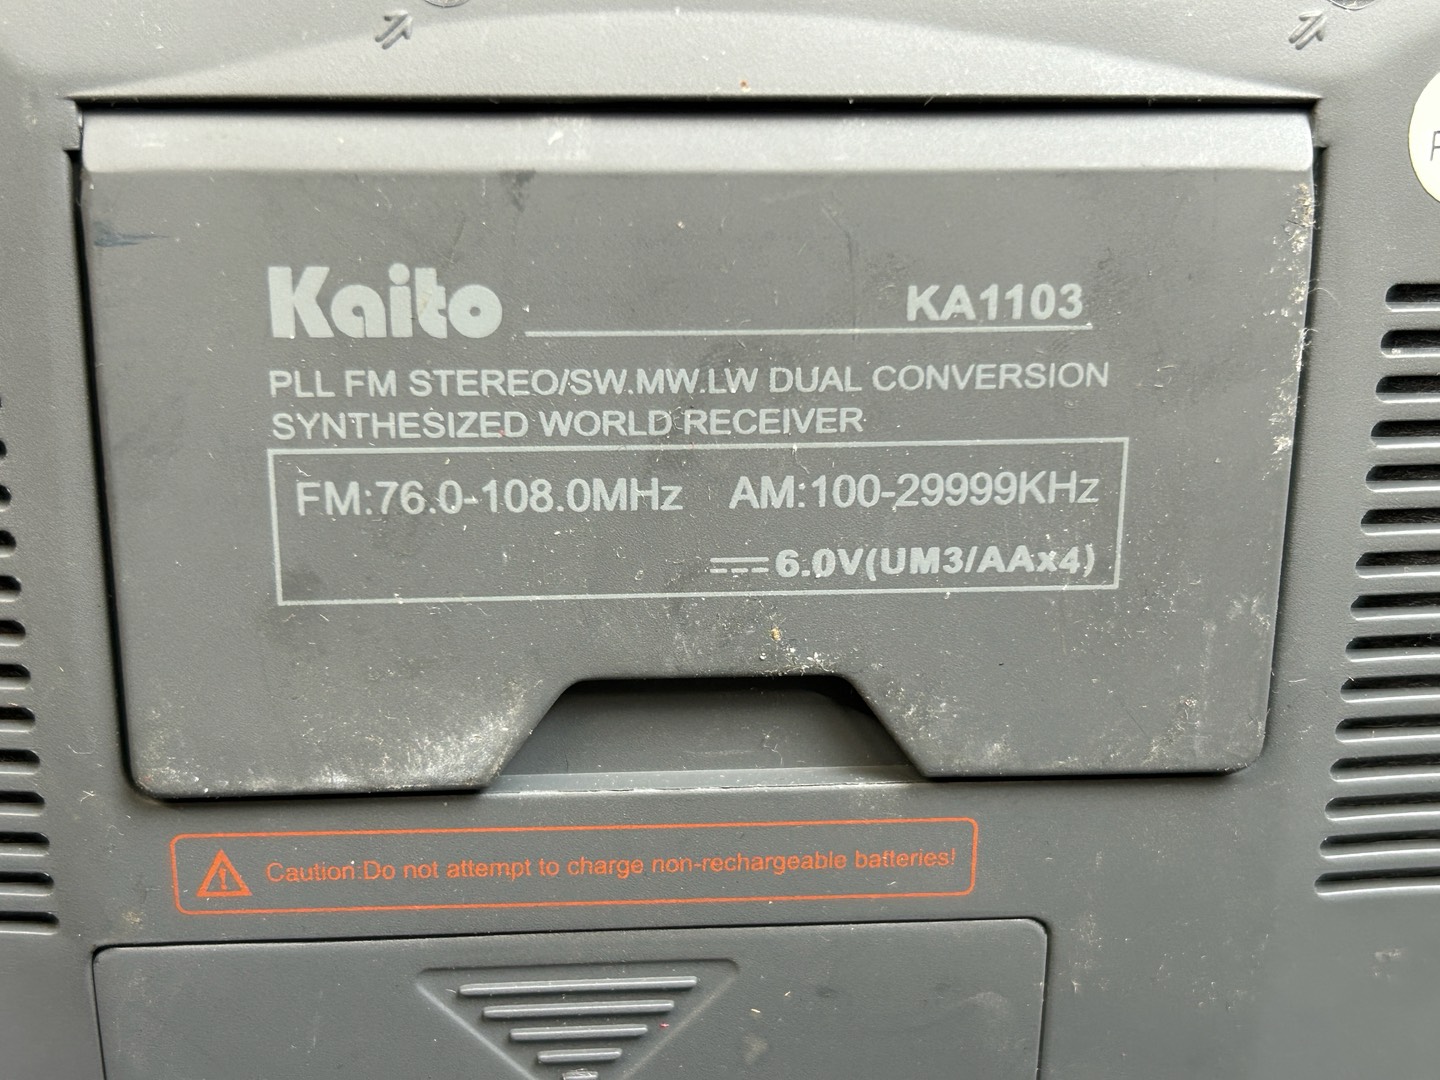 Kaito KA1103
PLL FM STEREO/SW.MW.LW DUAL CONVERSION
SYNTHESIZED WORLD RECEIVER
FM:76.0-108.0MHz AM:100-29999KHz
6.0V(UM3/AAx4)
Caution:Do not attempt to charge non-rechargeable batteries!